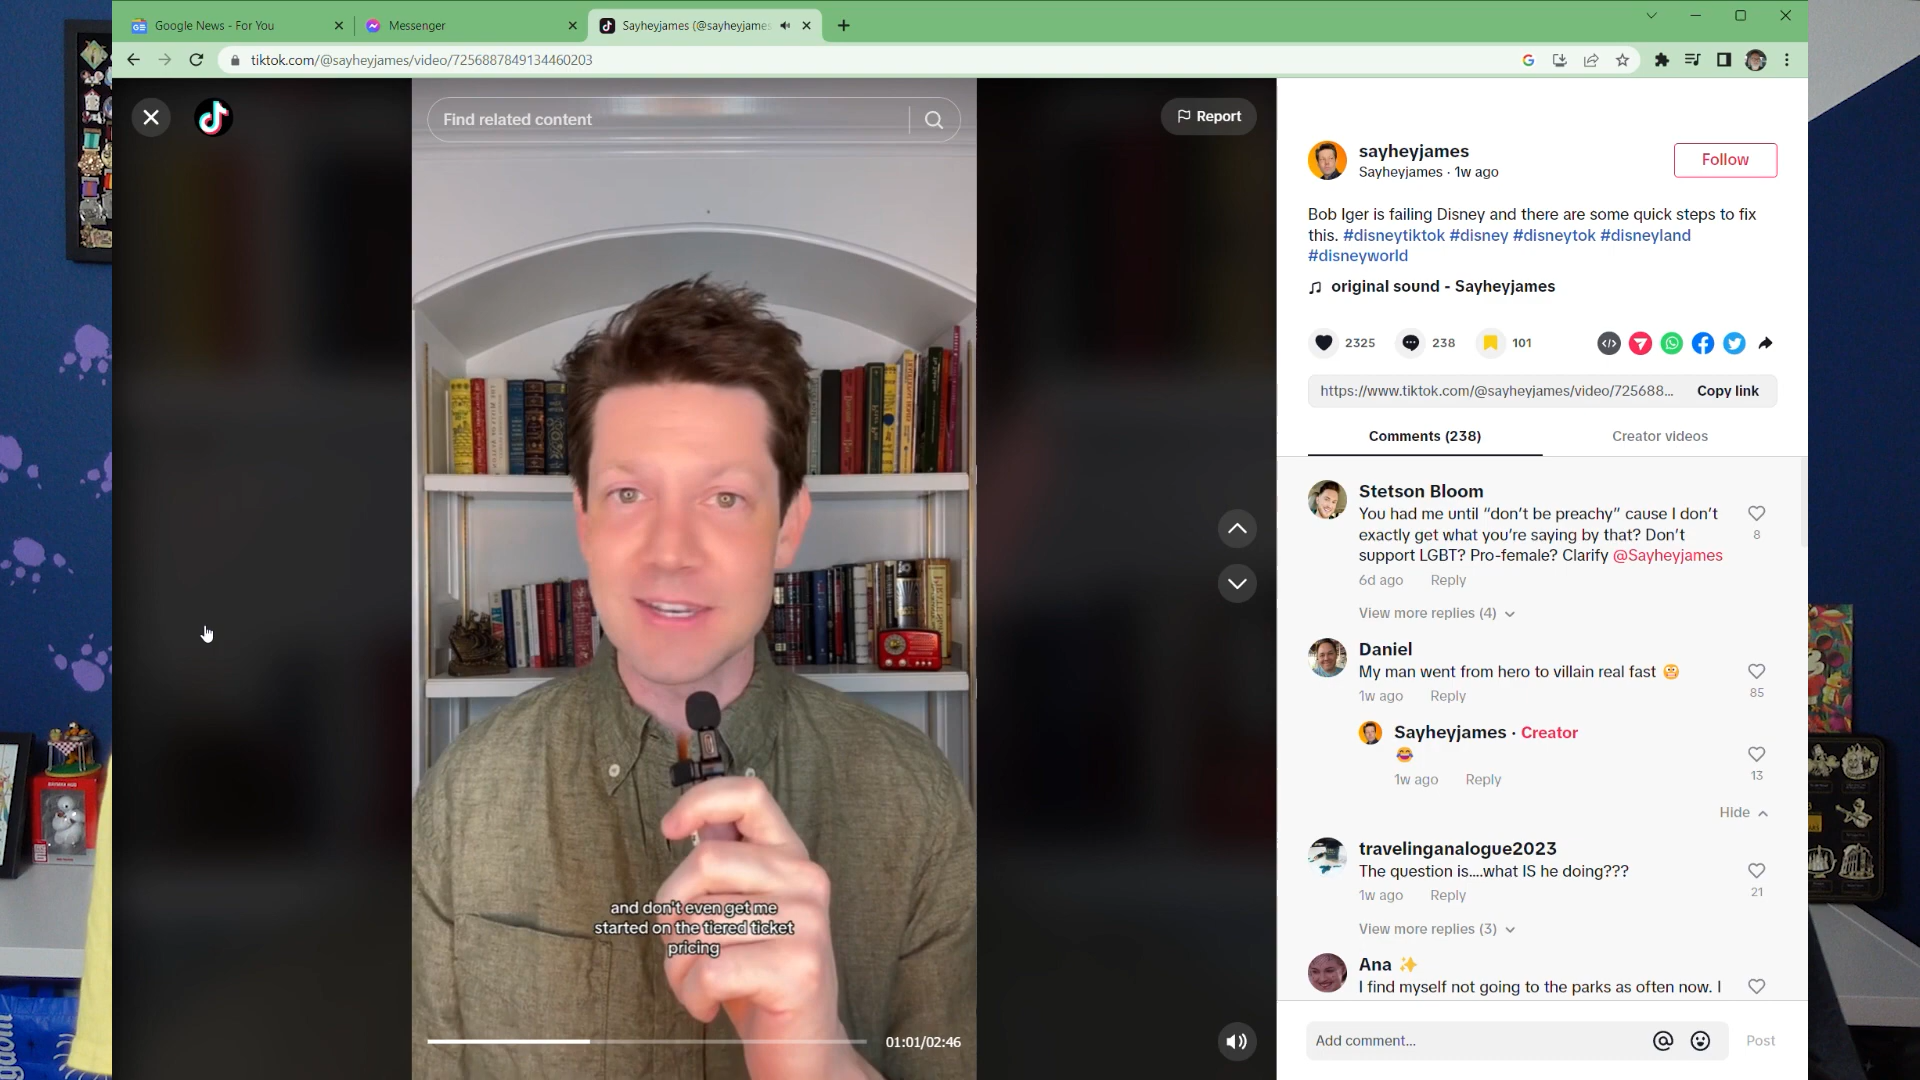 Google News - For You
Messenger
Sayheyjames (@sayheyjames
tiktok.com/@sayheyjames/video/7256887849134460203
Find related content
Report
sayheyjames
Sayheyjames · 1w ago
Follow
Bob Iger is failing Disney and there are some quick steps to fix
this. #disneytiktok #disney #disneytok #disneyland
#disneyworld
original sound - Sayheyjames
2325
238
101
https://www.tiktok.com/@sayheyjames/video/725688...
Copy link
Comments (238)
Creator videos
Stetson Bloom
You had me until “don’t be preachy” cause I don’t
exactly get what you’re saying by that? Don’t
support LGBT? Pro-female? Clarify @Sayheyjames
8
6d ago Reply
View more replies (4)
Daniel
My man went from hero to villain real fast
85
1w ago Reply
Sayheyjames · Creator
😂
13
1w ago Reply
Hide
travelinganalogue2023
The question is....what IS he doing???
21
1w ago Reply
View more replies (3)
Ana ✨
I find myself not going to the parks as often now. I
and don't even get me
started on the tiered ticket
pricing
01:01/02:46
Add comment...
Post